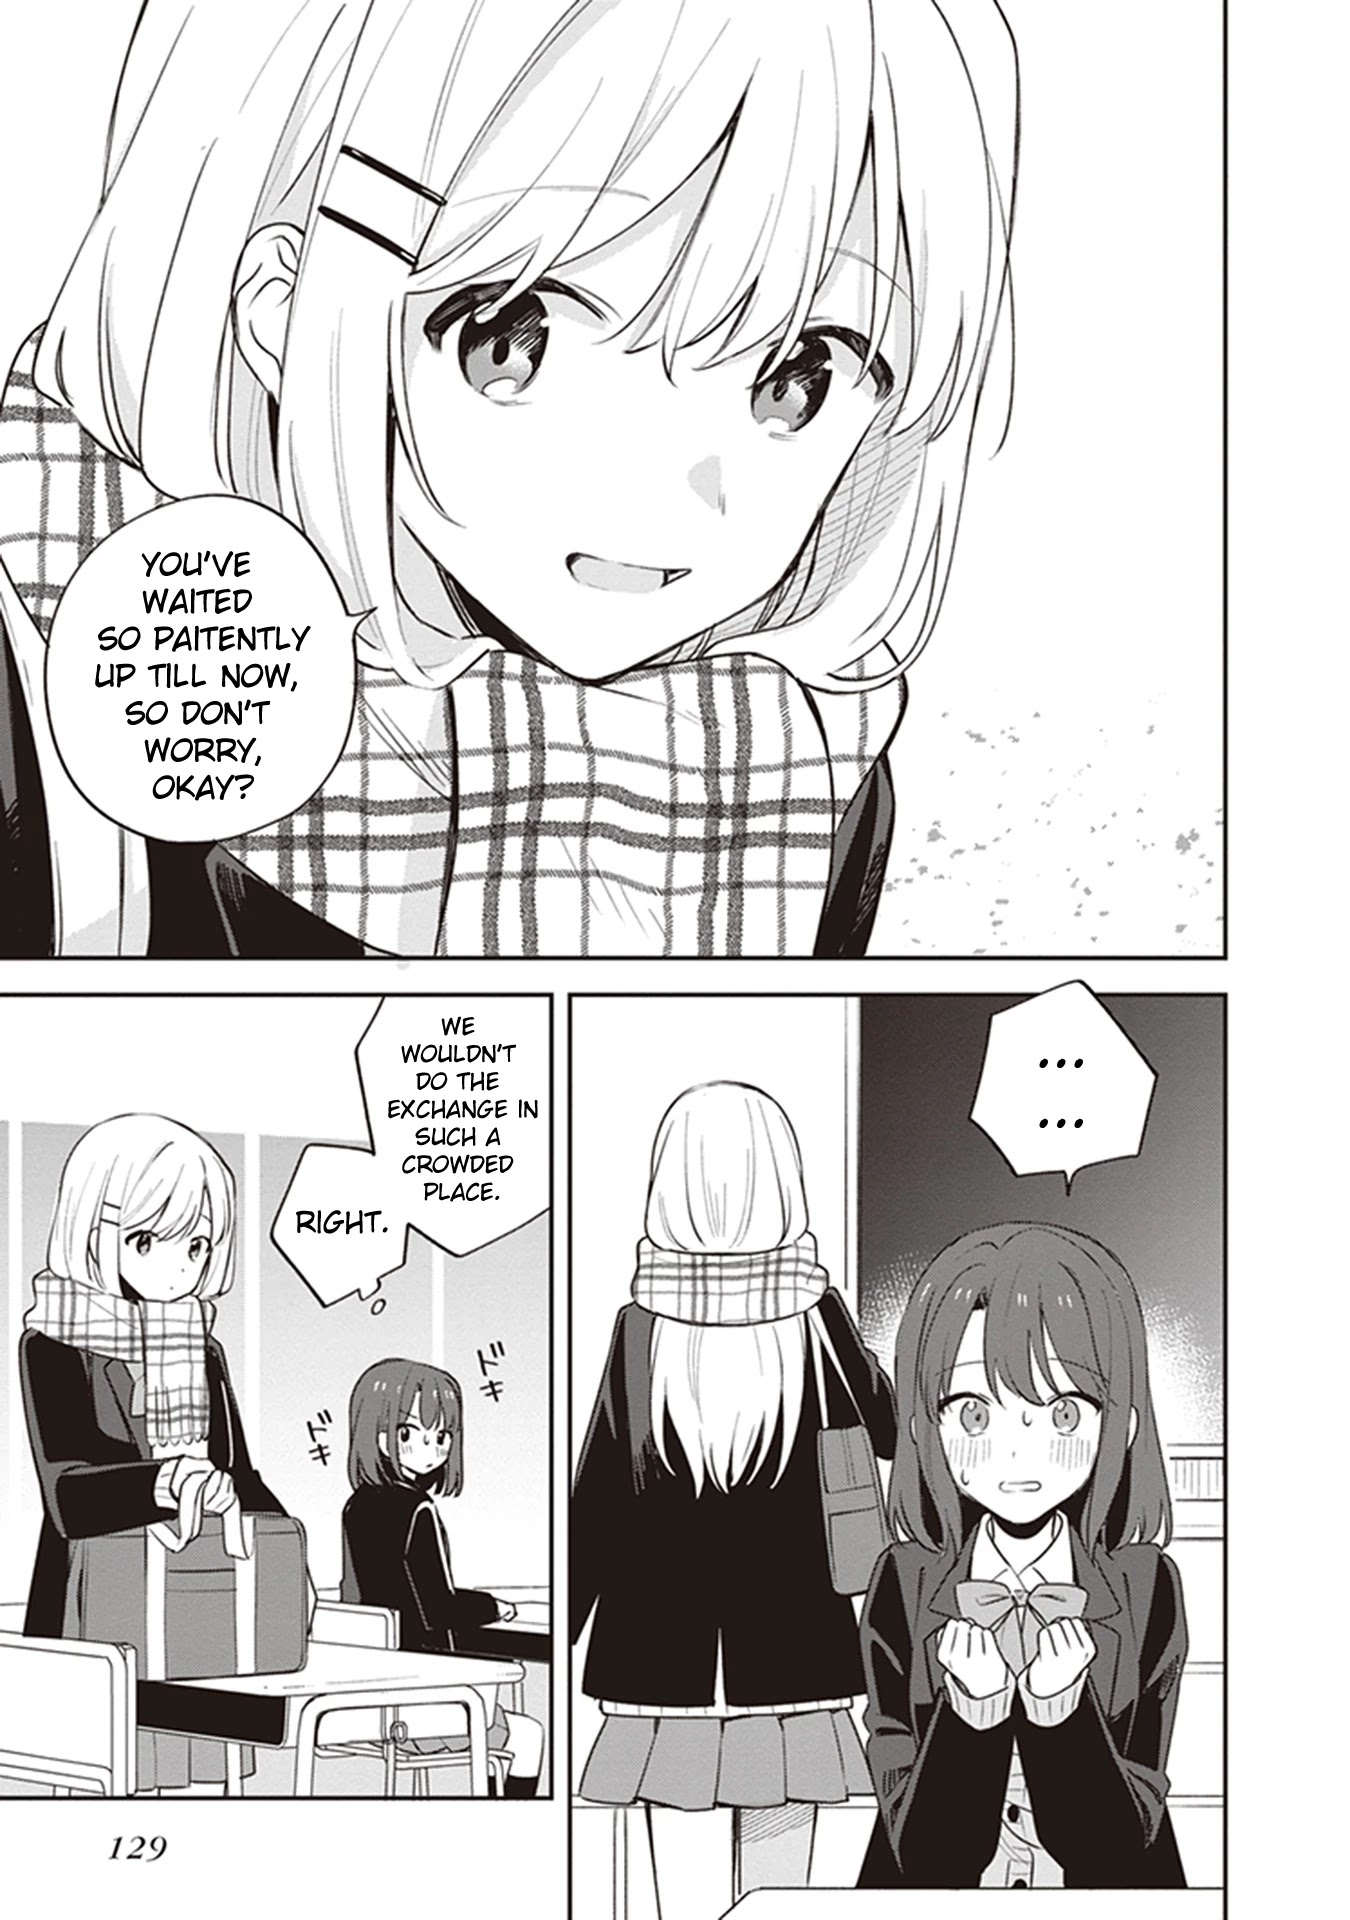 YOU'VE
WAITED
SO PAITENTLY
UP TILL NOW,
SO DON'T
WORRY,
OKAY?
...
...
WE
WOULDN'T
DO THE
EXCHANGE IN
SUCH A
CROWDED
PLACE.
RIGHT.
ドキ
ドキ
129